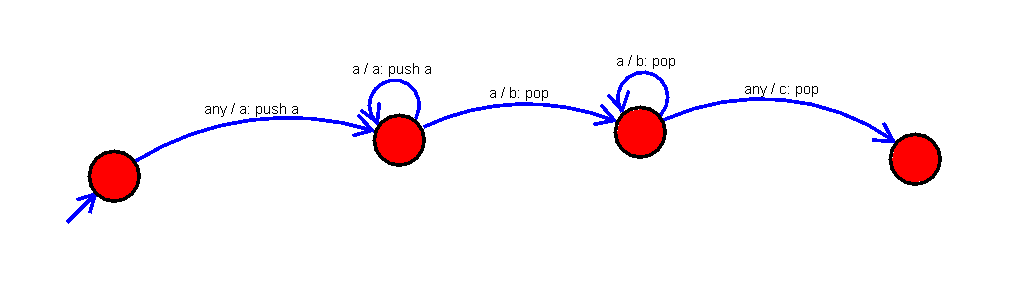 any / a: push a
a / a: push a
a / b: pop
a / b: pop
any / c: pop